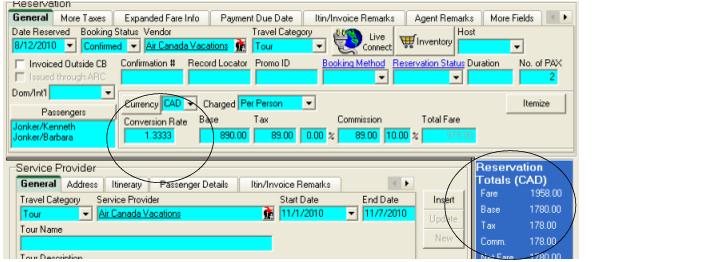 Reservation
General More Taxes Expanded Fare Info Payment Due Date Itin/Invoice Remarks Agent Remarks More Fields
Date Reserved Booking Status Vendor Travel Category Host
8/12/2010 Confirmed Air Canada Vacations Tour Live Connect Inventory
Invoiced Outside CB Confirmation # Record Locator Promo ID Booking Method Reservation Status Duration No. of PAX
Issued through ARC 2
Dom/Int'l
Currency CAD Charged Per Person Itemize
Passengers
Conversion Rate Base Tax Commission Total Fare
Jonker/Kenneth
Jonker/Barbara
1.3333 890.00 89.00 0.00 % 89.00 10.00 %
Service Provider
General Address Itinerary Passenger Details Itin/Invoice Remarks
Travel Category Service Provider Start Date End Date
Tour Air Canada Vacations 11/1/2010 11/7/2010
Tour Name
Tour Description
Insert
Update
New
Reservation
Totals (CAD)
Fare 1958.00
Base 1780.00
Tax 178.00
Comm. 178.00
Net Fare 1780.00